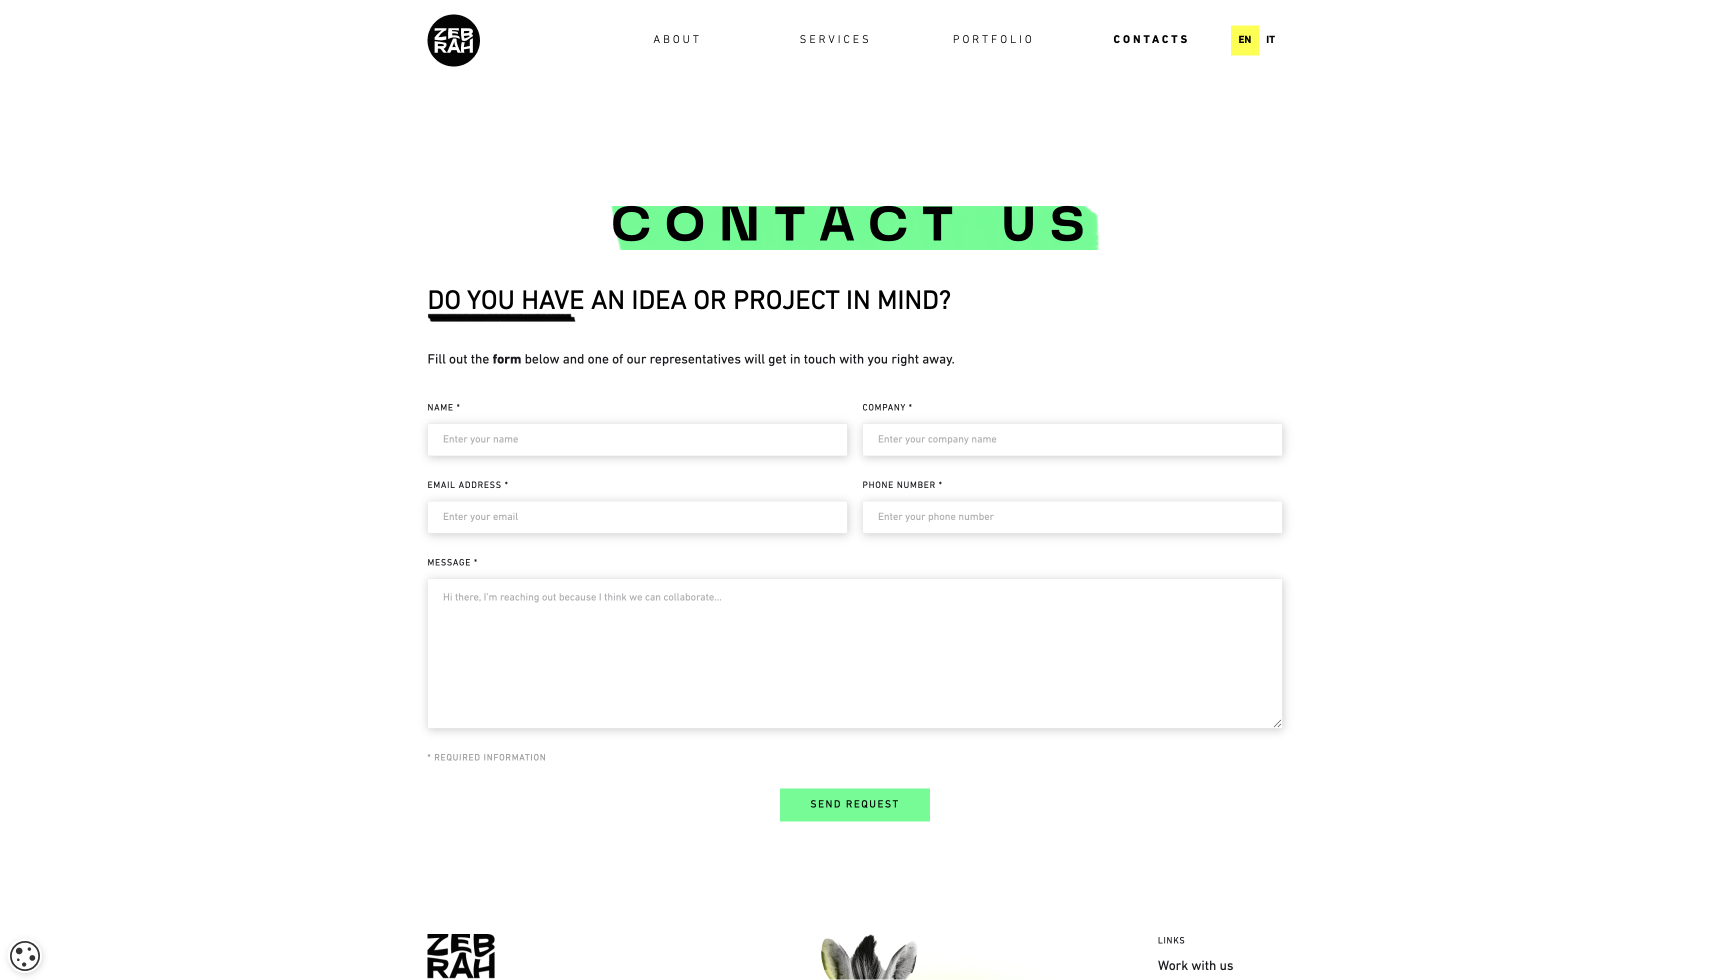 ZEB
RAH
ABOUT
SERVICES
PORTFOLIO
CONTACTS
EN
IT
CONTACT US
DO YOU HAVE AN IDEA OR PROJECT IN MIND?
Fill out the form below and one of our representatives will get in touch with you right away.
NAME *
COMPANY *
Enter your name
Enter your company name
EMAIL ADDRESS *
PHONE NUMBER *
Enter your email
Enter your phone number
MESSAGE *
Hi there, I'm reaching out because I think we can collaborate...
* REQUIRED INFORMATION
SEND REQUEST
ZEB
RAH
LINKS
Work with us